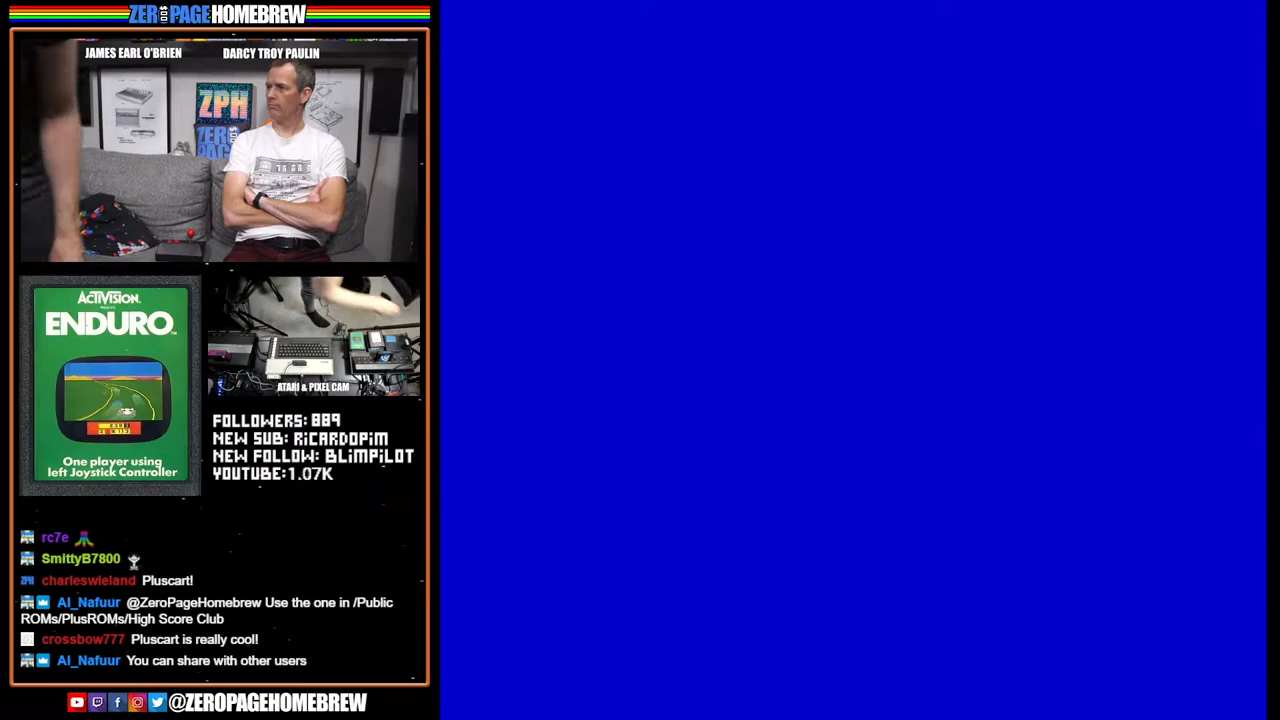 ZEROPAGEHOMEBREW
JAMES EARL O'BRIEN
DARCY TROY PAULIN
ZPH
ZERO
PAGE
ACTIVISION
PRESENTS
ENDURO
One player using
left Joystick Controller
ATARI & PIXEL CAM
FOLLOWERS: 889
NEW SUB: RICARDOPIM
NEW FOLLOW: BLIMPILOT
YOUTUBE:1.07K
rc7e
SmittyB7800
ZPH charleswieland Pluscart!
Al_Nafuur @ZeroPageHomebrew Use the one in /Public
ROMs/PlusROMs/High Score Club
crossbow777 Pluscart is really cool!
Al_Nafuur You can share with other users
@ZEROPAGEHOMEBREW